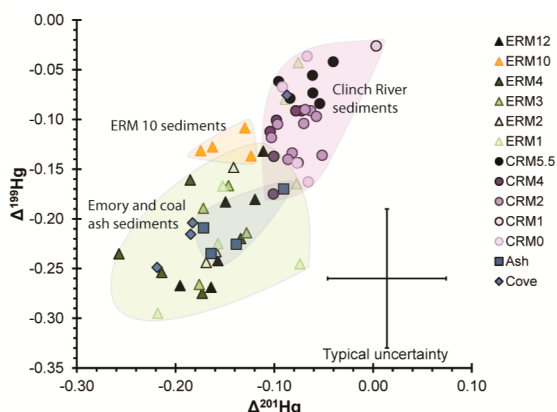 0.00
-0.05
-0.10
-0.15
-0.20
-0.25
-0.30
-0.35
Δ¹⁹⁹Hg
Clinch River
sediments
ERM 10 sediments
Emory and coal
ash sediments
Typical uncertainty
-0.30
-0.20
-0.10
0.00
0.10
Δ²⁰¹Hg
ERM12
ERM10
ERM4
ERM3
ERM2
ERM1
CRM5.5
CRM4
CRM2
CRM1
CRM0
Ash
Cove